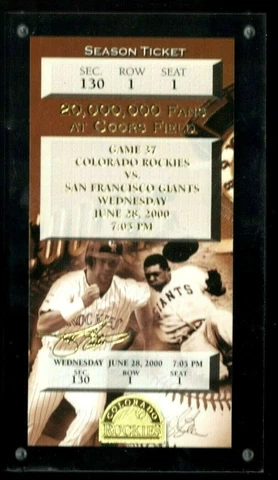 SEASON TICKET
SEC. ROW SEAT
130 1 1
20,000,000 FANS
AT COORS FIELD
GAME 37
COLORADO ROCKIES
VS.
SAN FRANCISCO GIANTS
WEDNESDAY
JUNE 28, 2000
7:05 PM
ROCKIES
GIANTS
WEDNESDAY JUNE 28, 2000 7:05 PM
SEC. ROW SEAT
130 1 1
COLORADO
ROCKIES